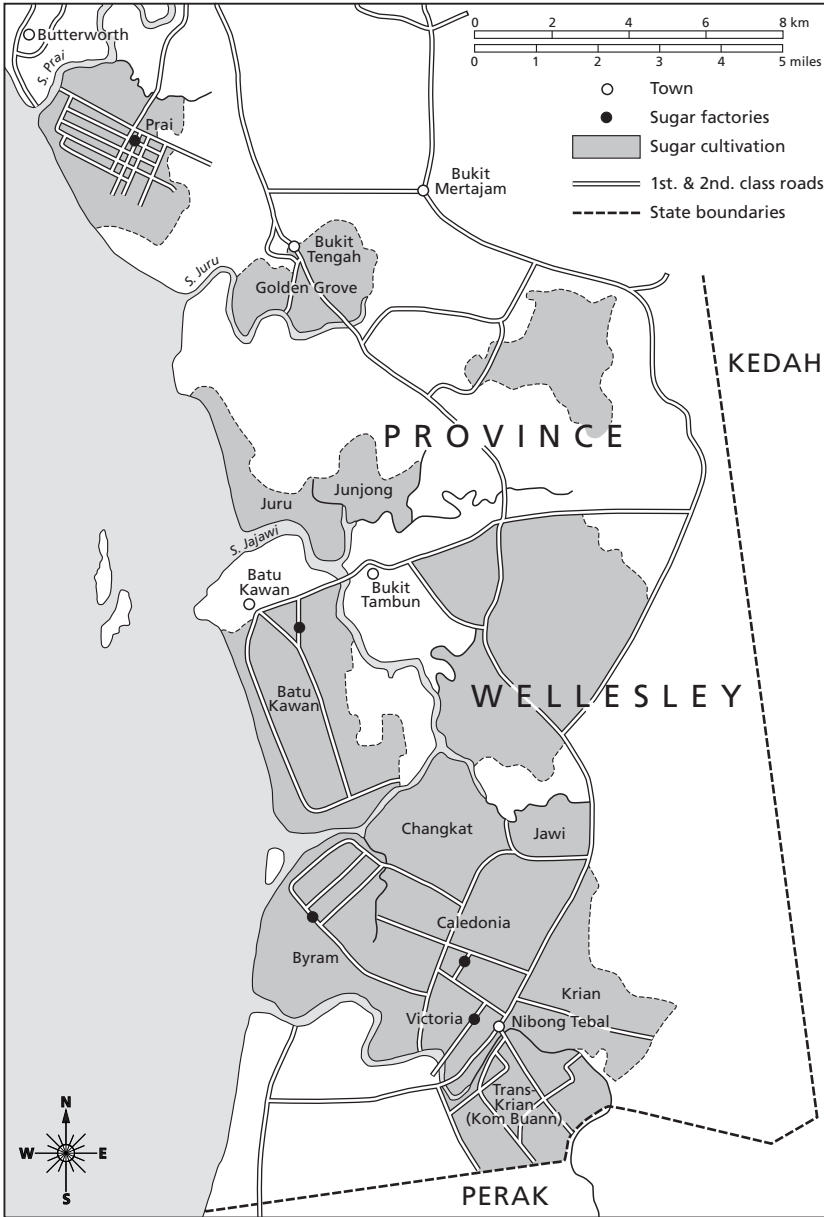 0 2 4 6 8 km
0 1 2 3 4 5 miles
Town
Sugar factories
Sugar cultivation
1st. & 2nd. class roads
State boundaries
Butterworth
S. Prai
Prai
Bukit
Mertajam
Bukit
Tengah
S. Juru
Golden Grove
KEDAH
PROVINCE
Junjong
Juru
S. Jajawi
Batu
Kawan
Bukit
Tambun
Batu
Kawan
WELLESLEY
Changkat
Jawi
Caledonia
Byram
Krian
Victoria
Nibong Tebal
Trans-
Krian
(Kom Buann)
N
W E
S
PERAK